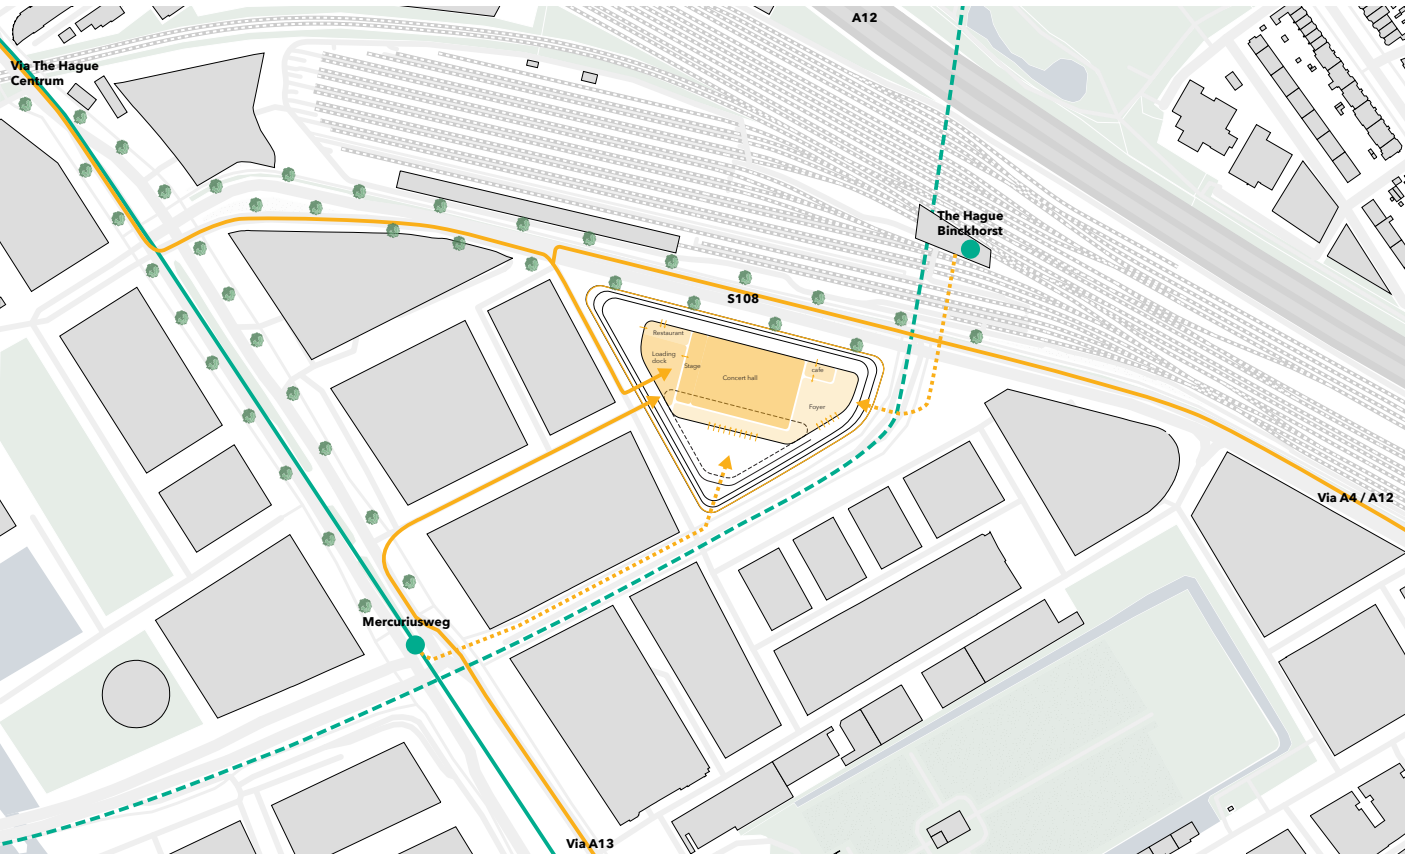 A12
Via The Hague
Centrum
The Hague
Binckhorst
S108
Restaurant
Loading
dock
Stage
Concert hall
cafe
Foyer
Via A4 / A12
Mercuriusweg
Via A13